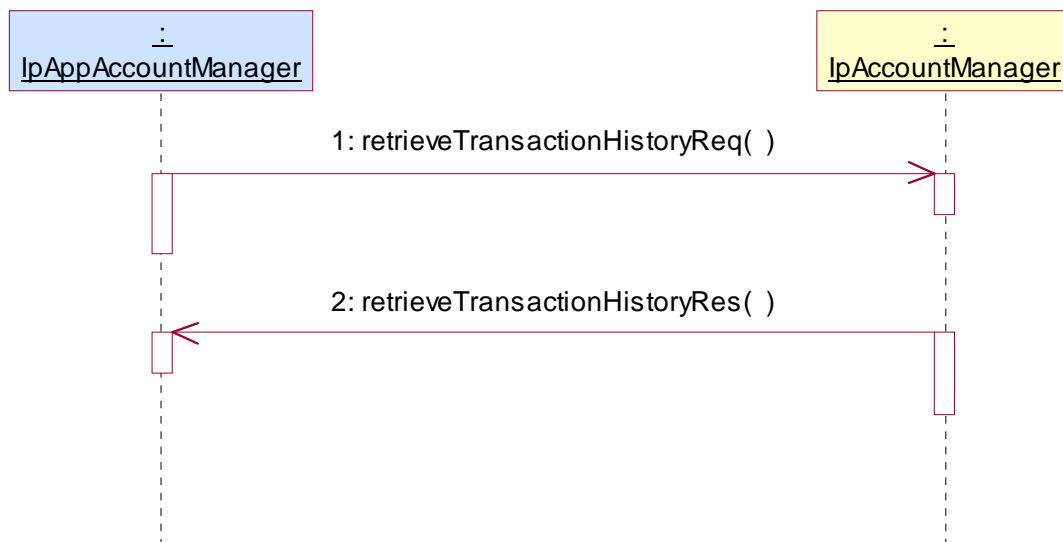 :
IpAppAccountManager
:
IpAccountManager
1: retrieveTransactionHistoryReq( )
2: retrieveTransactionHistoryRes( )